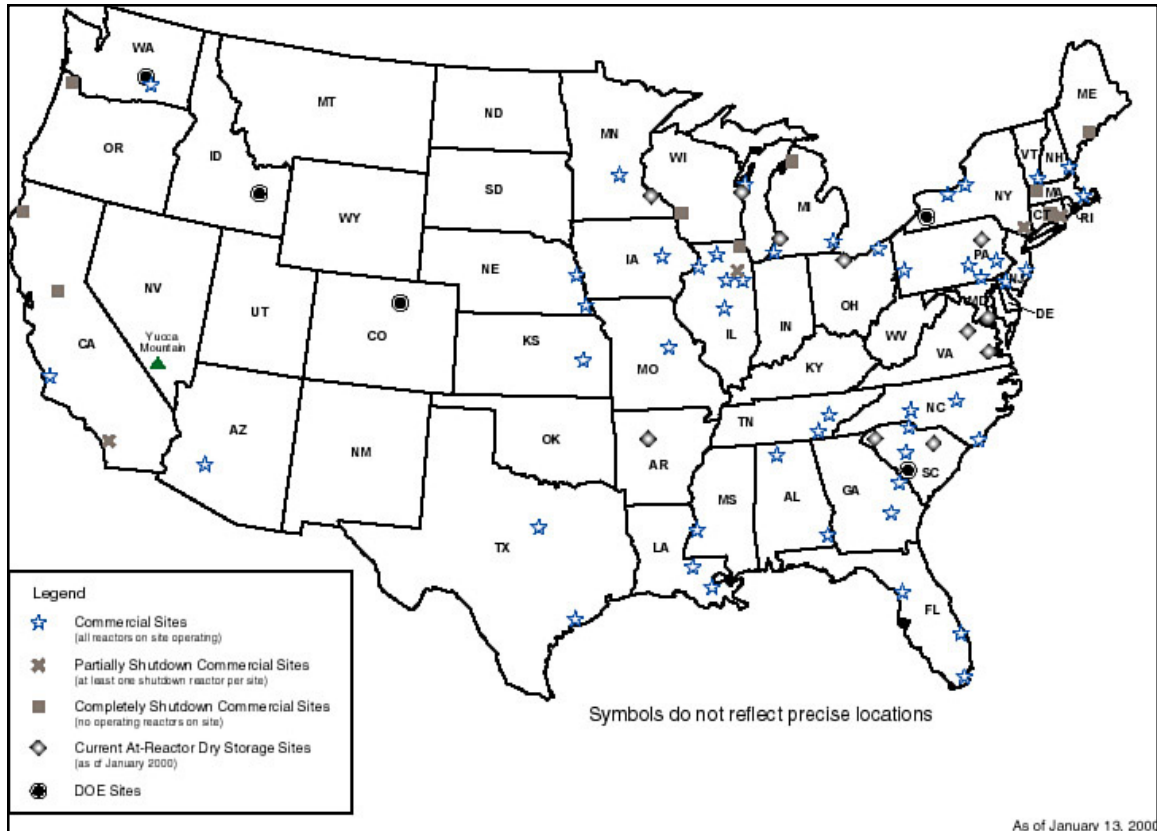 WA
MT
ND
MN
ME
OR
ID
SD
WI
VT
NH
NY
MA
CT
RI
WY
MI
NV
NE
IA
PA
NJ
UT
CO
CA
Yucca
Mountain
KS
MO
IL
IN
OH
MD
DE
WV
VA
KY
AZ
NM
OK
AR
TN
NC
SC
MS
AL
GA
TX
LA
FL
Legend
Commercial Sites
(all reactors on site operating)
Partially Shutdown Commercial Sites
(at least one shutdown reactor per site)
Completely Shutdown Commercial Sites
(no operating reactors on site)
Current At-Reactor Dry Storage Sites
(as of January 2000)
DOE Sites
Symbols do not reflect precise locations
As of January 13, 2000